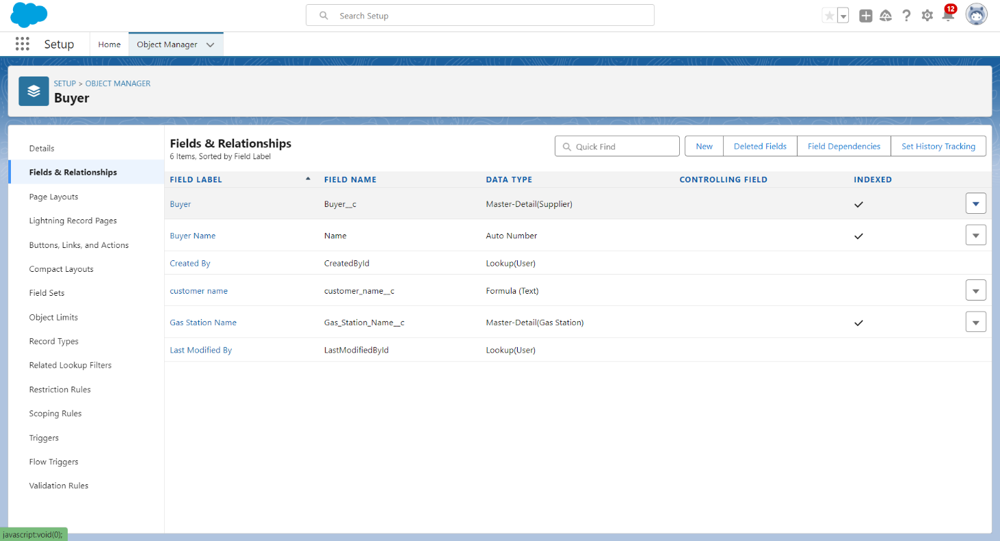 Search Setup
12
Setup
Home
Object Manager
SETUP > OBJECT MANAGER
Buyer
Details
Fields & Relationships
Page Layouts
Lightning Record Pages
Buttons, Links, and Actions
Compact Layouts
Field Sets
Object Limits
Record Types
Related Lookup Filters
Restriction Rules
Scoping Rules
Triggers
Flow Triggers
Validation Rules
Fields & Relationships
6 Items, Sorted by Field Label
Quick Find
New
Deleted Fields
Field Dependencies
Set History Tracking
FIELD LABEL FIELD NAME DATA TYPE CONTROLLING FIELD INDEXED
Buyer Buyer__c Master-Detail(Supplier)
Buyer Name Name Auto Number
Created By CreatedById Lookup(User)
customer name customer_name__c Formula (Text)
Gas Station Name Gas_Station_Name__c Master-Detail(Gas Station)
Last Modified By LastModifiedById Lookup(User)
javascript:void(0);